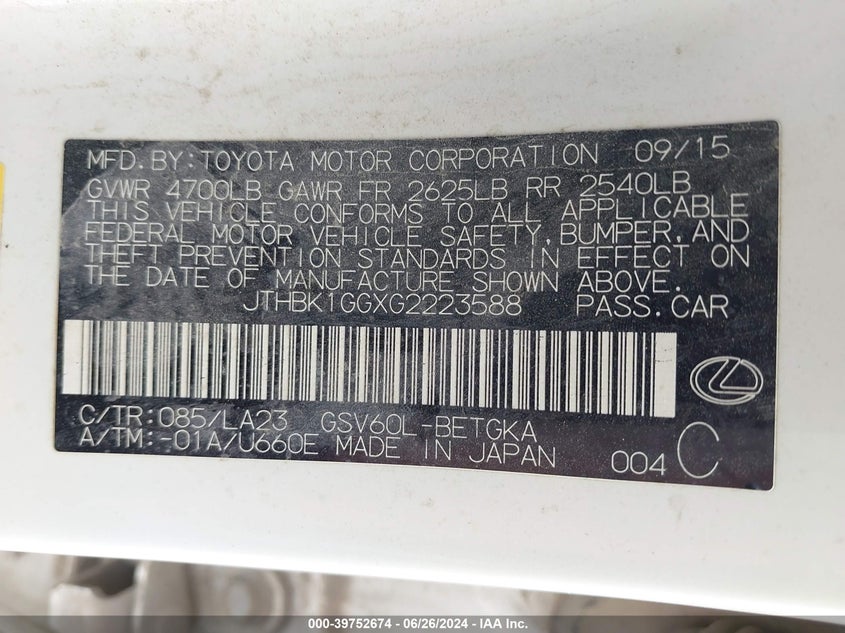 MFD.BY:TOYOTA MOTOR CORPORATION 09/15
GVWR 4700LB GAWR FR 2625LB RR 2540LB
THIS VEHICLE CONFORMS TO ALL APPLICABLE
FEDERAL MOTOR VEHICLE SAFETY,BUMPER,AND
THEFT PREVENTION STANDARDS IN EFFECT ON
THE DATE OF MANUFACTURE SHOWN ABOVE.
JTHBK1GGXG2223588 PASS.CAR
C/TR:085/LA23 GSV60L-BETGKA
A/TM:-01A/U660E MADE IN JAPAN
004 C
000-39752674 / 06/26/2024 - IAA Inc.